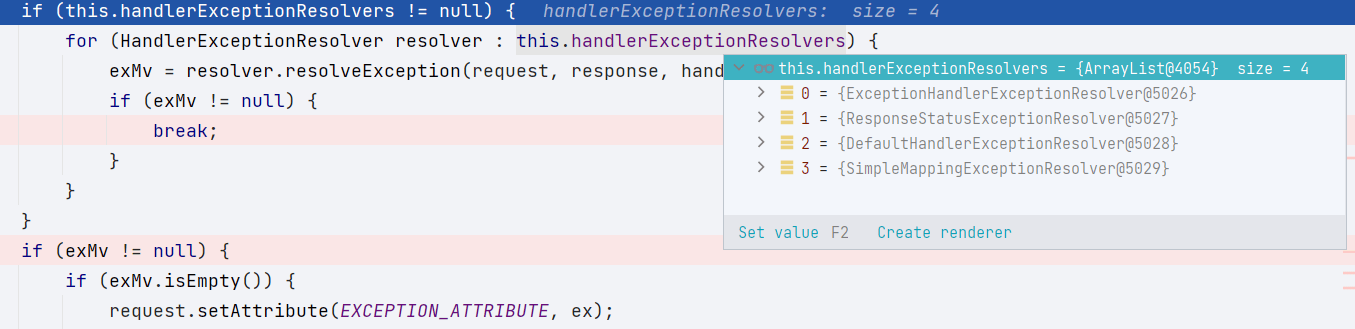 if (this.handlerExceptionResolvers != null) {  handlerExceptionResolvers:  size = 4
for (HandlerExceptionResolver resolver : this.handlerExceptionResolvers) {
exMv = resolver.resolveException(request, response, hand
this.handlerExceptionResolvers = {ArrayList@4054}  size = 4
0 = {ExceptionHandlerExceptionResolver@5026}
1 = {ResponseStatusExceptionResolver@5027}
2 = {DefaultHandlerExceptionResolver@5028}
3 = {SimpleMappingExceptionResolver@5029}
Set value F2  Create renderer
if (exMv != null) {
break;
}
}
}
if (exMv != null) {
if (exMv.isEmpty()) {
request.setAttribute(EXCEPTION_ATTRIBUTE, ex);